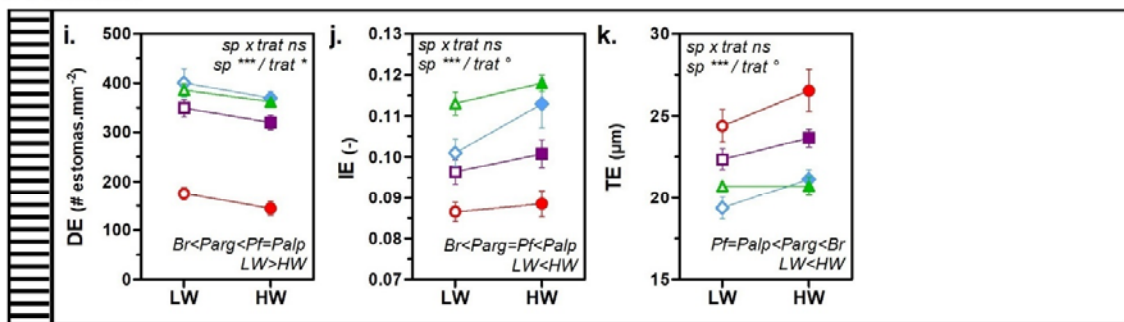 i.
500
400
300
200
150
100
50
0
DE (# estomas.mm-2)
sp x trat ns
sp *** / trat *
Br<Parg<Pf=Palp
LW>HW
LW HW
j.
0.13
0.12
0.11
0.10
0.09
0.08
0.07
IE (-)
sp x trat ns
sp *** / trat °
Br<Parg=Pf<Palp
LW<HW
LW HW
k.
30
25
20
15
TE (µm)
sp x trat ns
sp *** / trat °
Pf=Palp<Parg<Br
LW<HW
LW HW